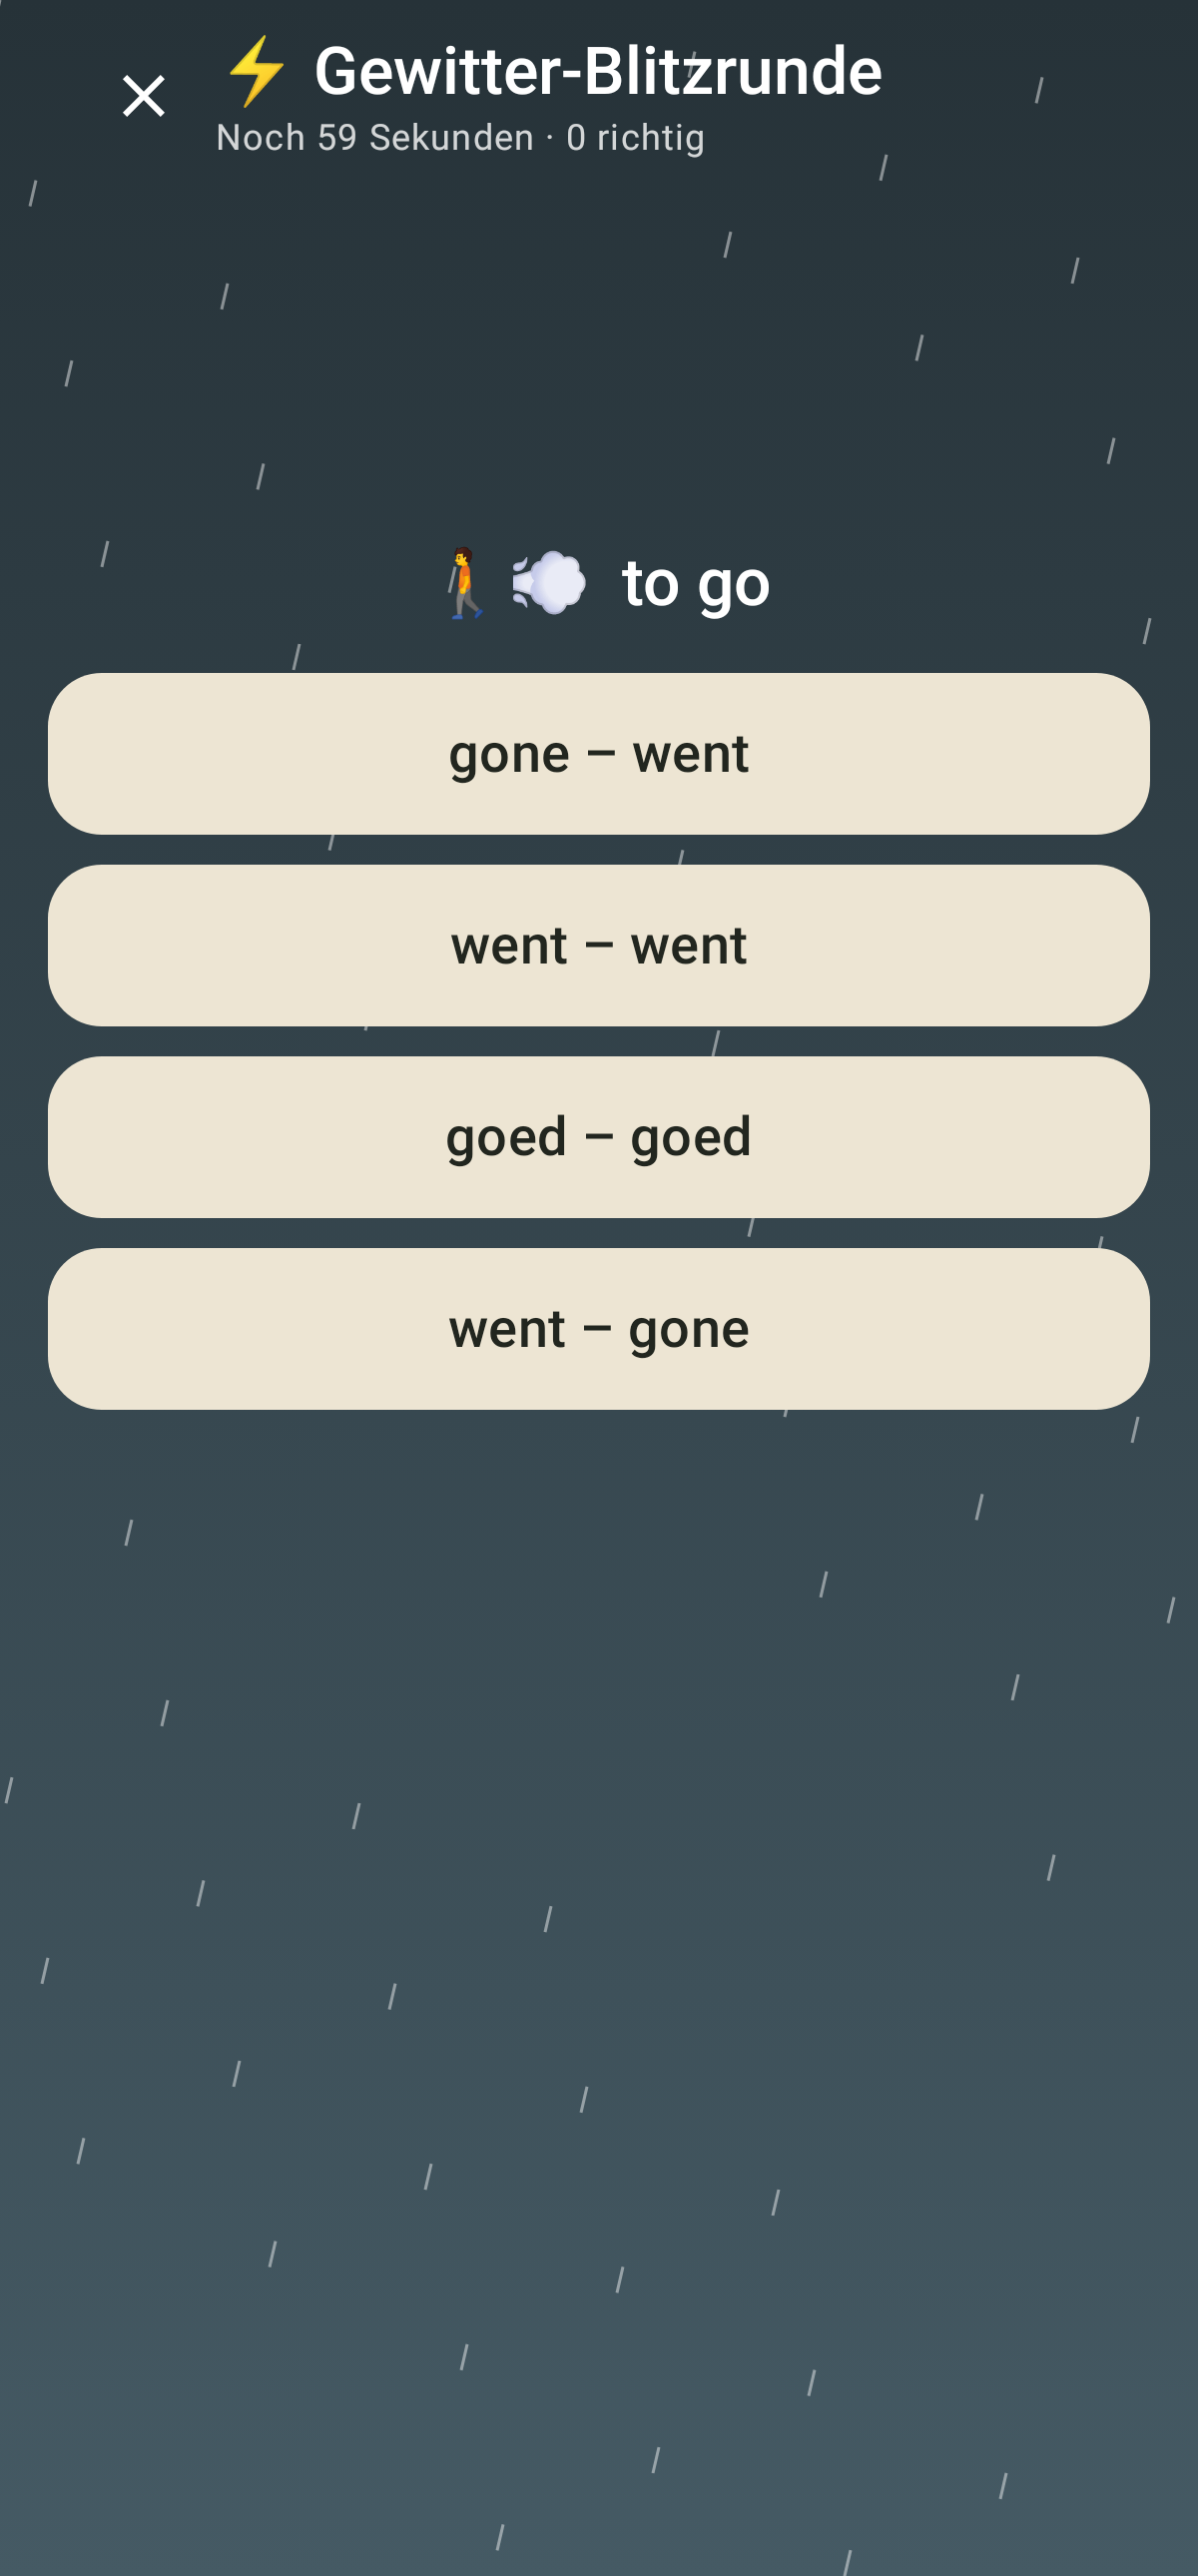 ⚡ Gewitter-Blitzrunde
Noch 59 Sekunden · 0 richtig
🚶💨 to go
gone – went
went – went
goed – goed
went – gone